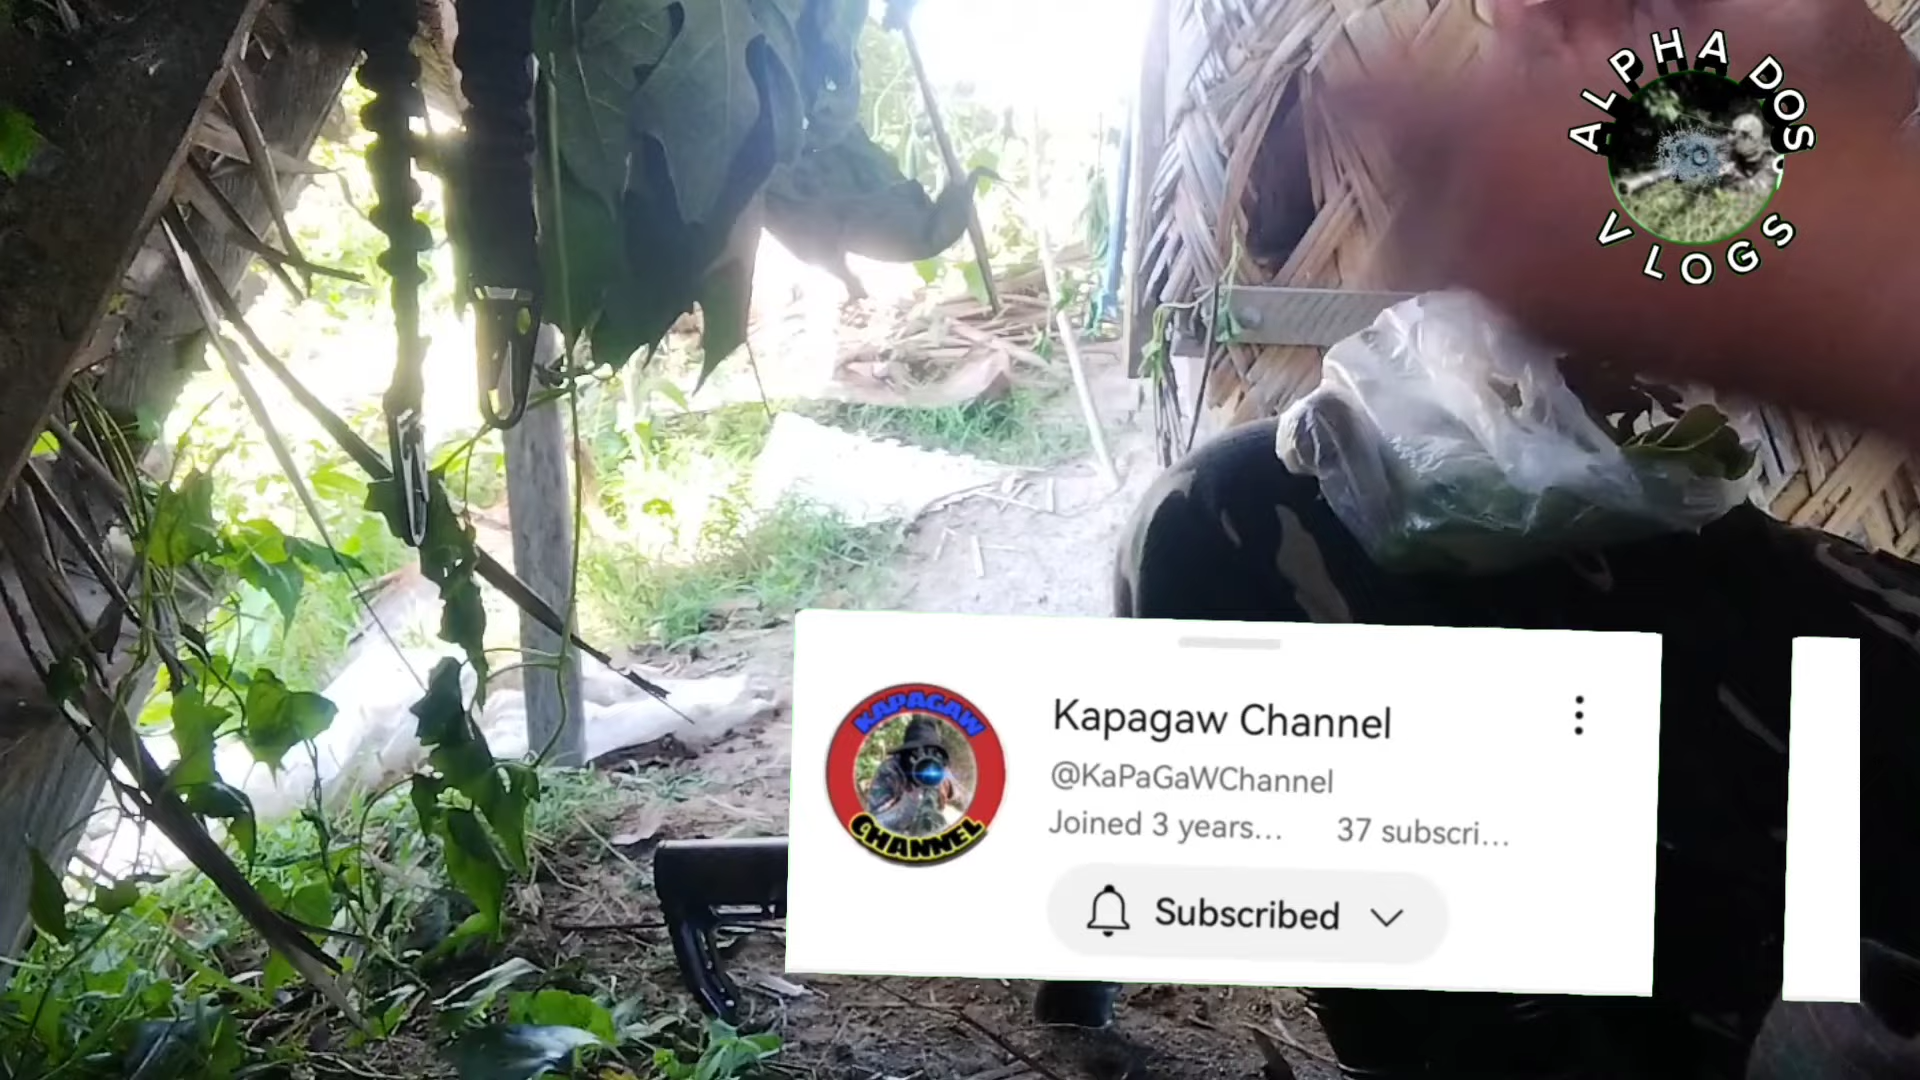 ALPHA DOS
VLOGS
KAPAGAW
CHANNEL
Kapagaw Channel
@KaPaGaWChannel
Joined 3 years...
37 subscri...
Subscribed